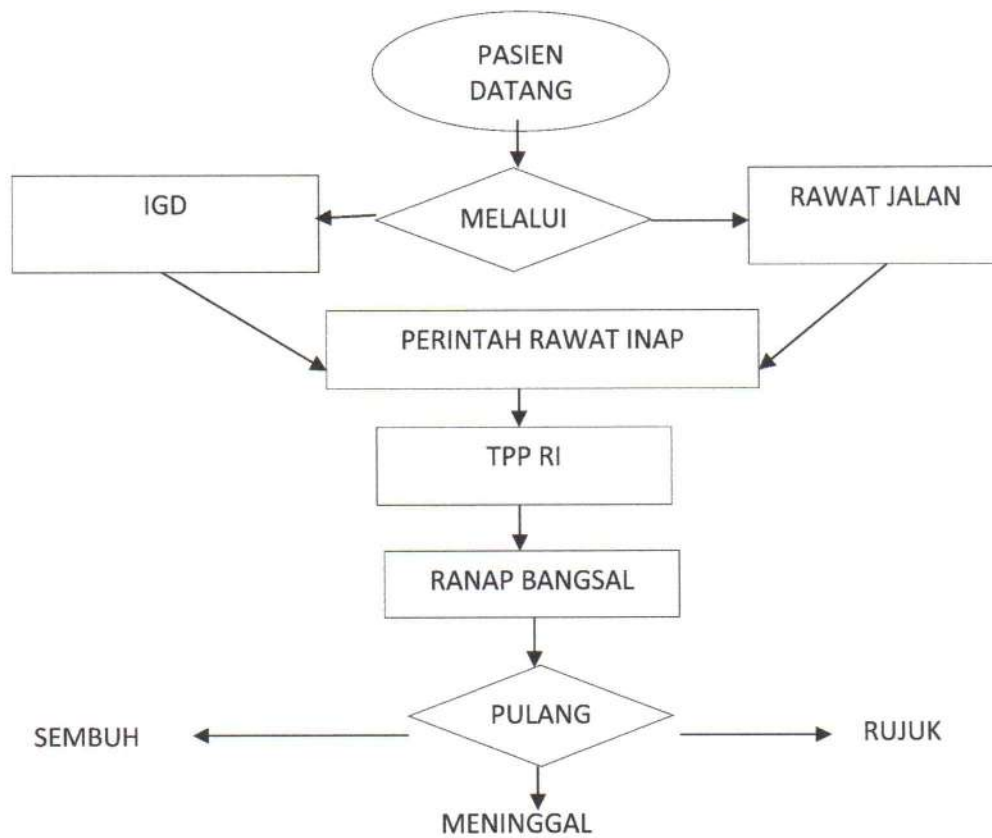 PASIEN
DATANG
IGD
MELALUI
RAWAT JALAN
PERINTAH RAWAT INAP
TPP RI
RANAP BANGSAL
PULANG
SEMBUH
RUJUK
MENINGGAL